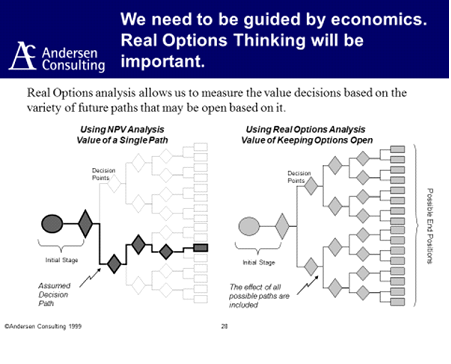 We need to be guided by economics.
Real Options Thinking will be
important.
Ac Andersen
Consulting
Real Options analysis allows us to measure the value decisions based on the
variety of future paths that may be open based on it.
Using NPV Analysis
Value of a Single Path
Decision
Points
Initial Stage
Assumed
Decision
Path
Using Real Options Analysis
Value of Keeping Options Open
Decision
Points
Initial Stage
The effect of all
possible paths are
included
Possible End Positions
©Andersen Consulting 1999
28